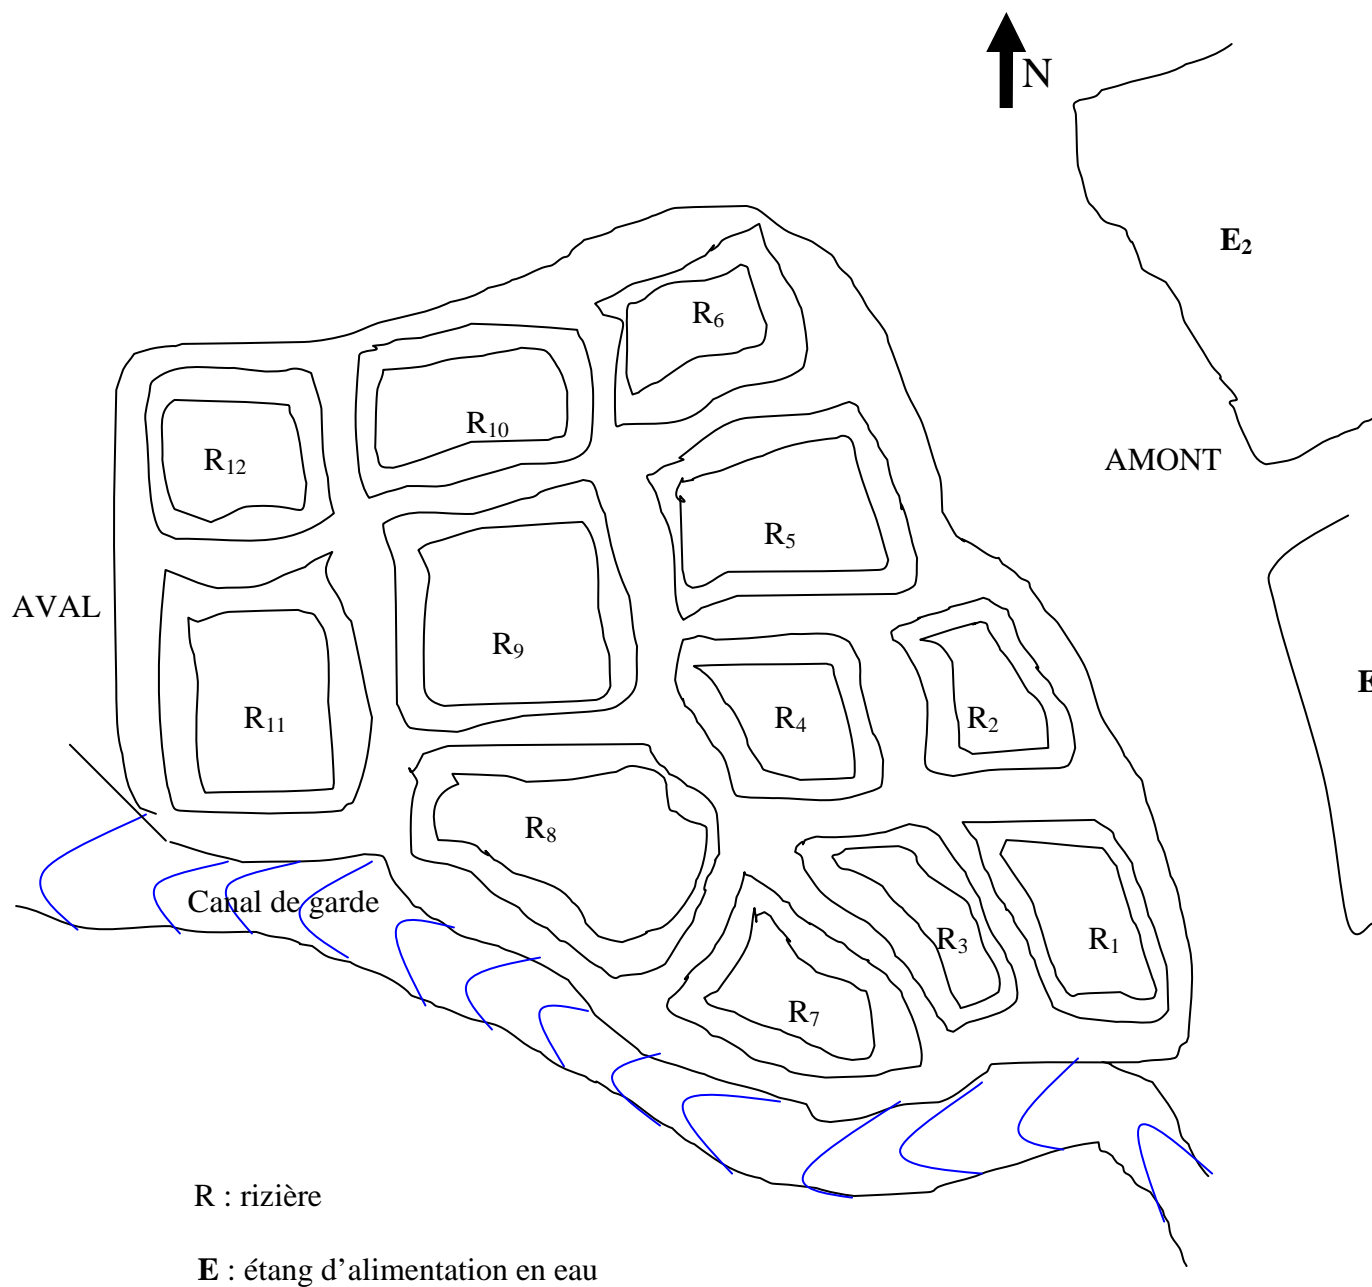 N
E₂
R₆
R₁₀
AMONT
R₁₂
R₅
AVAL
R₉
E
R₁₁
R₄
R₂
R₈
Canal de garde
R₃
R₁
R₇
R : rizière
E : étang d'alimentation en eau